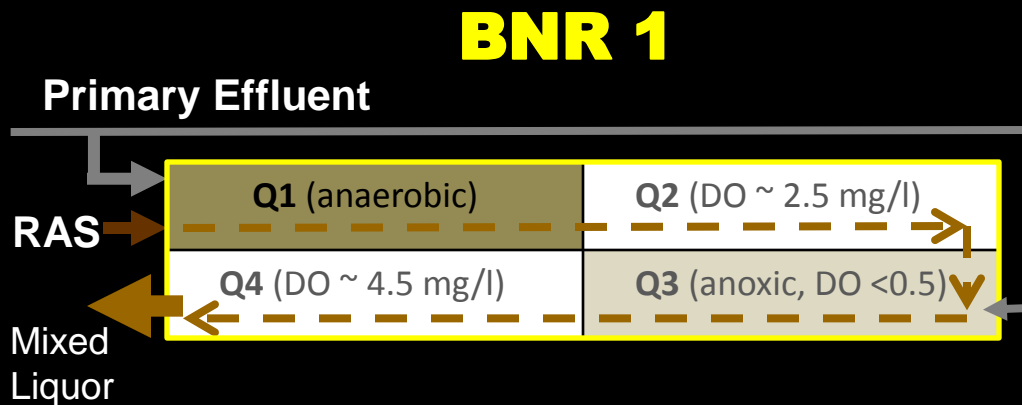 BNR 1
Primary Effluent
Q1 (anaerobic)
Q2 (DO ~ 2.5 mg/l)
RAS
Q4 (DO ~ 4.5 mg/l)
Q3 (anoxic, DO <0.5)
Mixed
Liquor